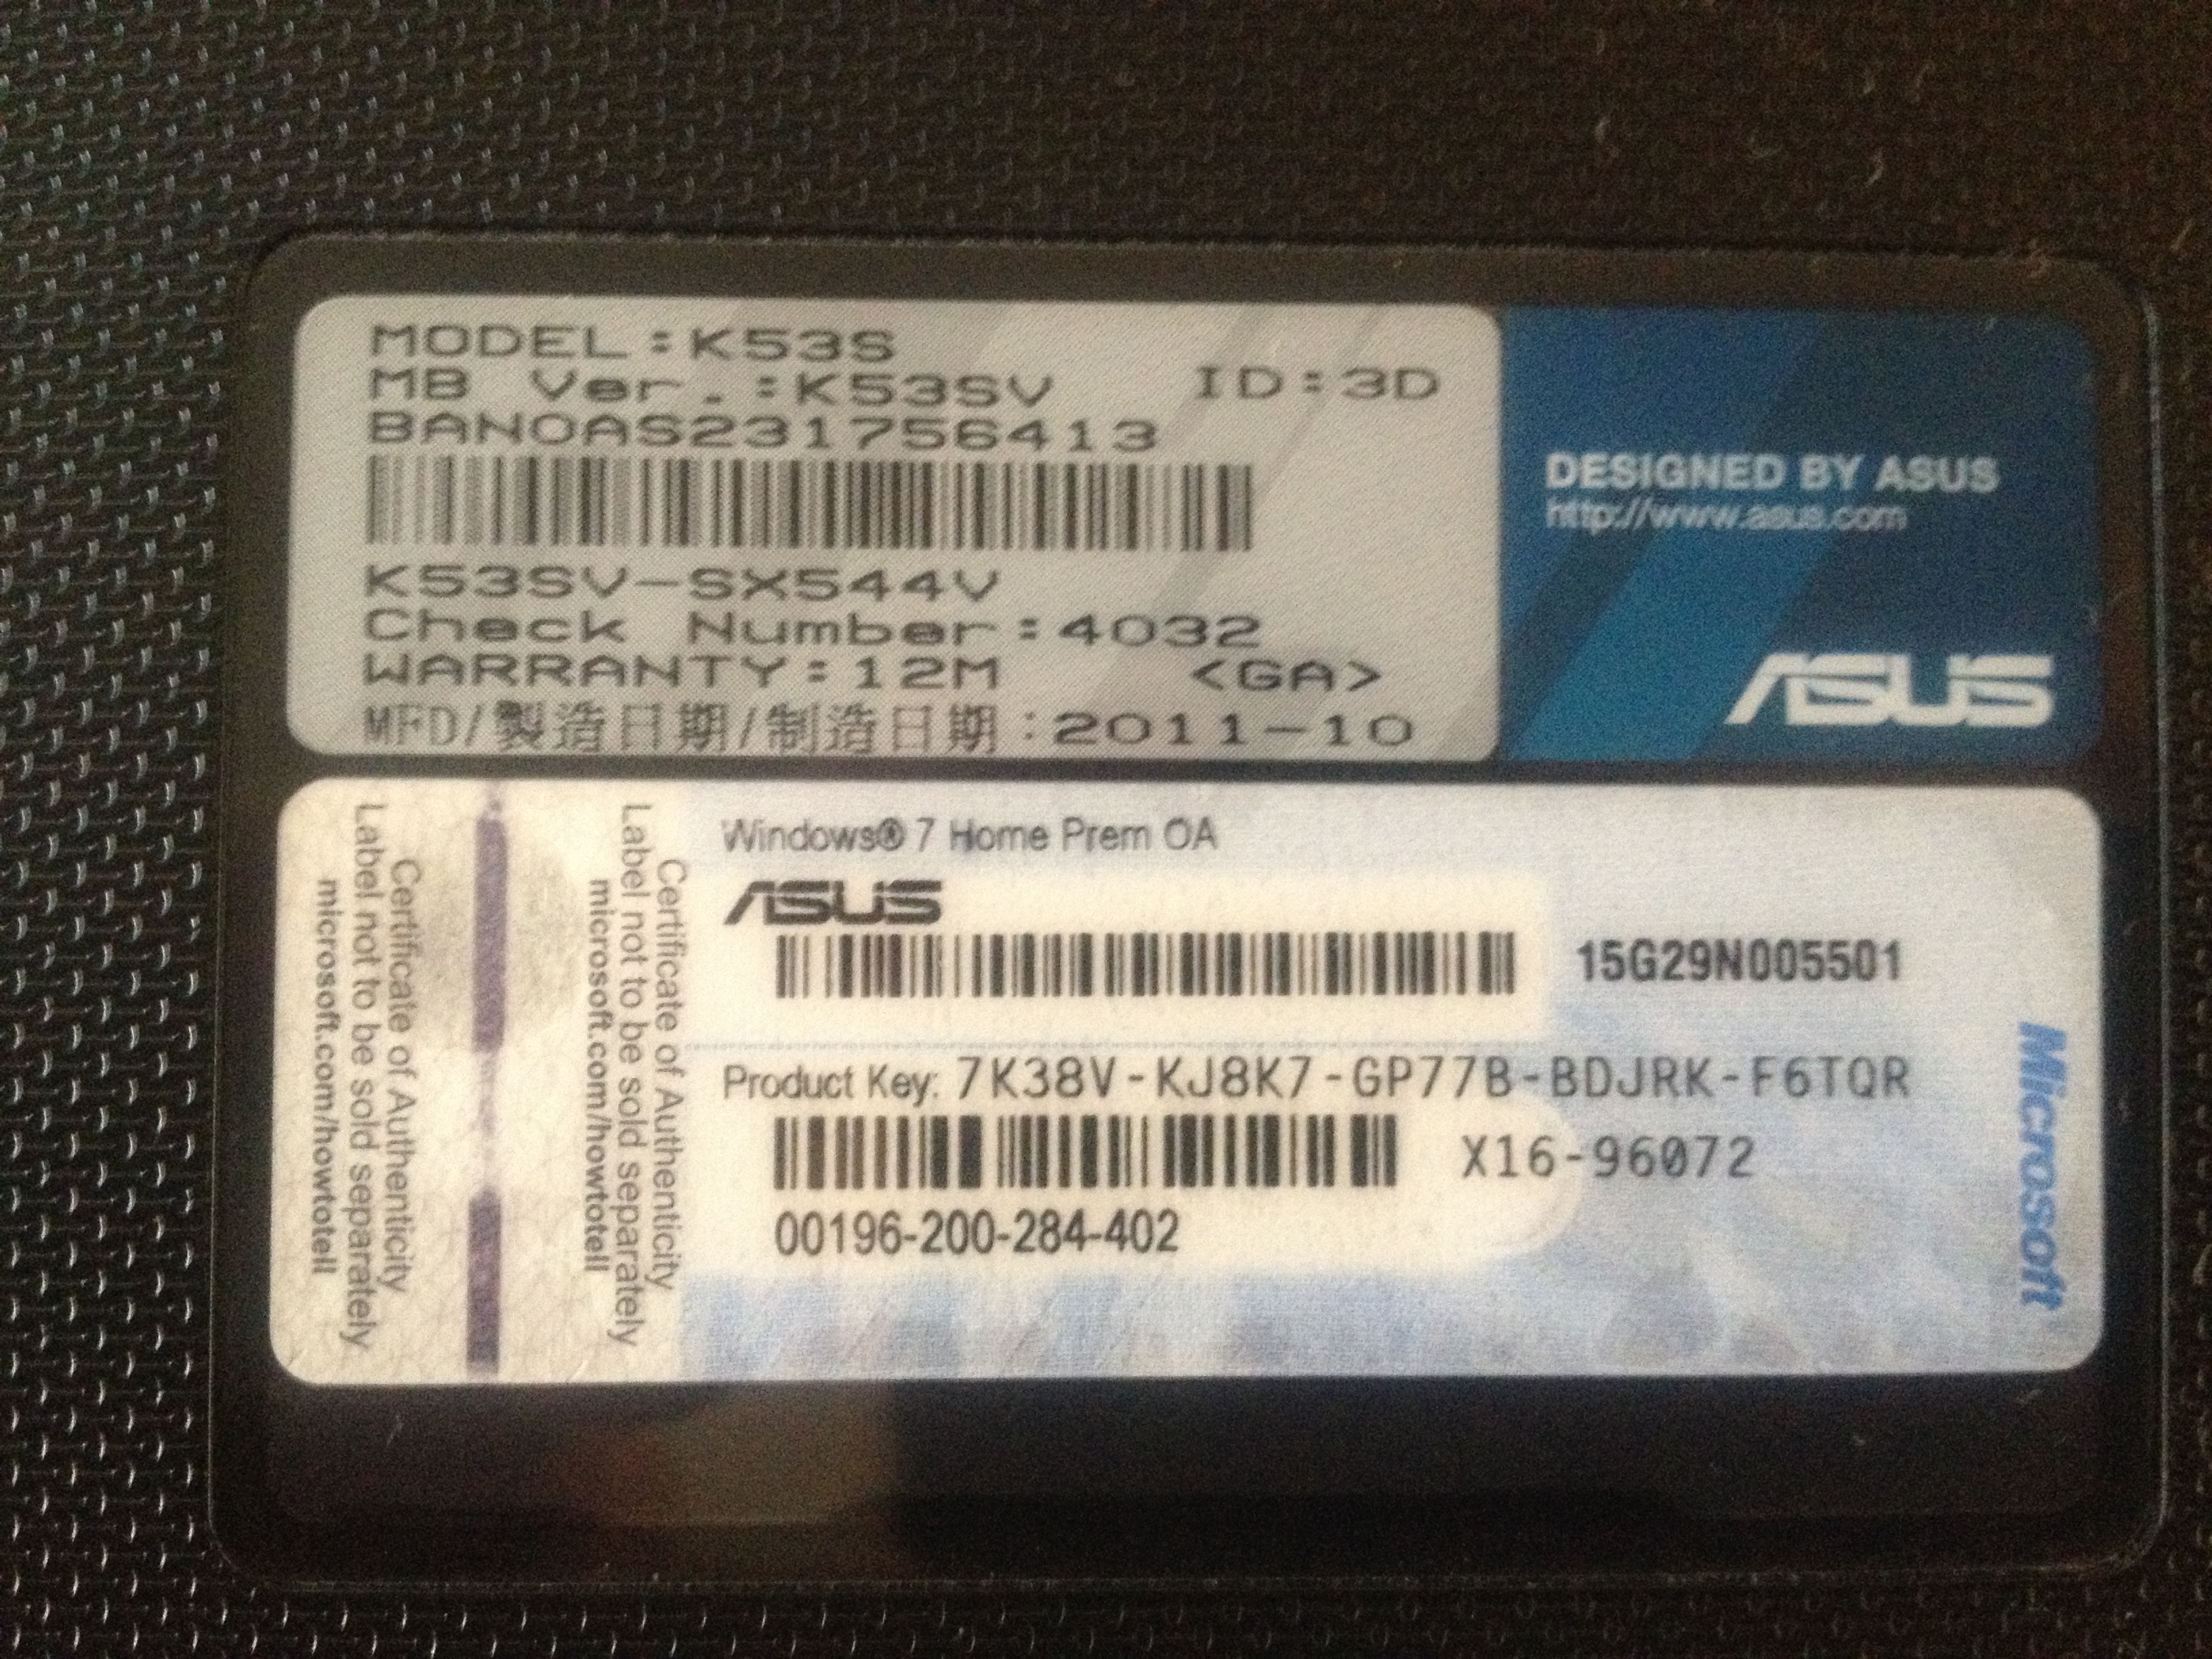 MODEL:K53S
MB Ver.:K53SV ID:3D
BANOAS231756413
K53SV-SX544V
Check Number:4032
WARRANTY:12M <GA>
MFD/製造日期/制造日期:2011-10
DESIGNED BY ASUS
http://www.asus.com
ASUS
Certificate of Authenticity
Label not to be sold separately
microsoft.com/howtotell
Certificate of Authenticity
Label not to be sold separately
microsoft.com/howtotell
Windows® 7 Home Prem OA
ASUS
15G29N005501
Product Key: 7K38V-KJ8K7-GP77B-BDJRK-F6TQR
X16-96072
00196-200-284-402
Microsoft